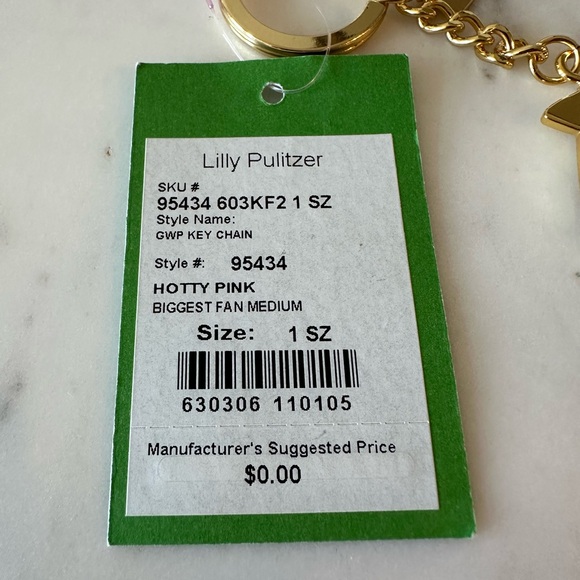 Lilly Pulitzer
SKU #
95434 603KF2 1 SZ
Style Name:
GWP KEY CHAIN
Style #: 95434
HOTTY PINK
BIGGEST FAN MEDIUM
Size: 1 SZ
630306 110105
Manufacturer's Suggested Price
$0.00